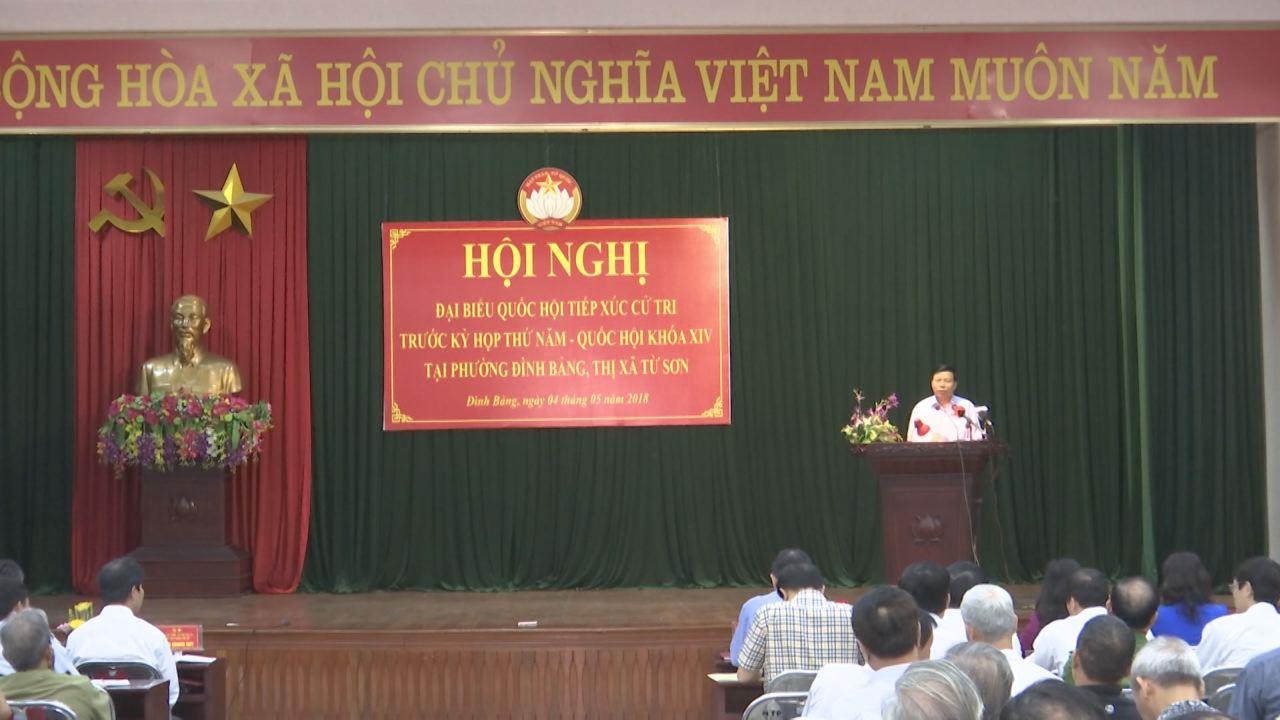 ỘNG HÒA XÃ HỘI CHỦ NGHĨA VIỆT NAM MUÔN NĂM
VIỆT NAM
HỘI NGHỊ
ĐẠI BIỂU QUỐC HỘI TIẾP XÚC CỬ TRI
TRƯỚC KỲ HỌP THỨ NĂM - QUỐC HỘI KHÓA XIV
TẠI PHƯỜNG ĐÌNH BẢNG, THỊ XÃ TỪ SƠN
Đình Bảng, ngày 04 tháng 05 năm 2018